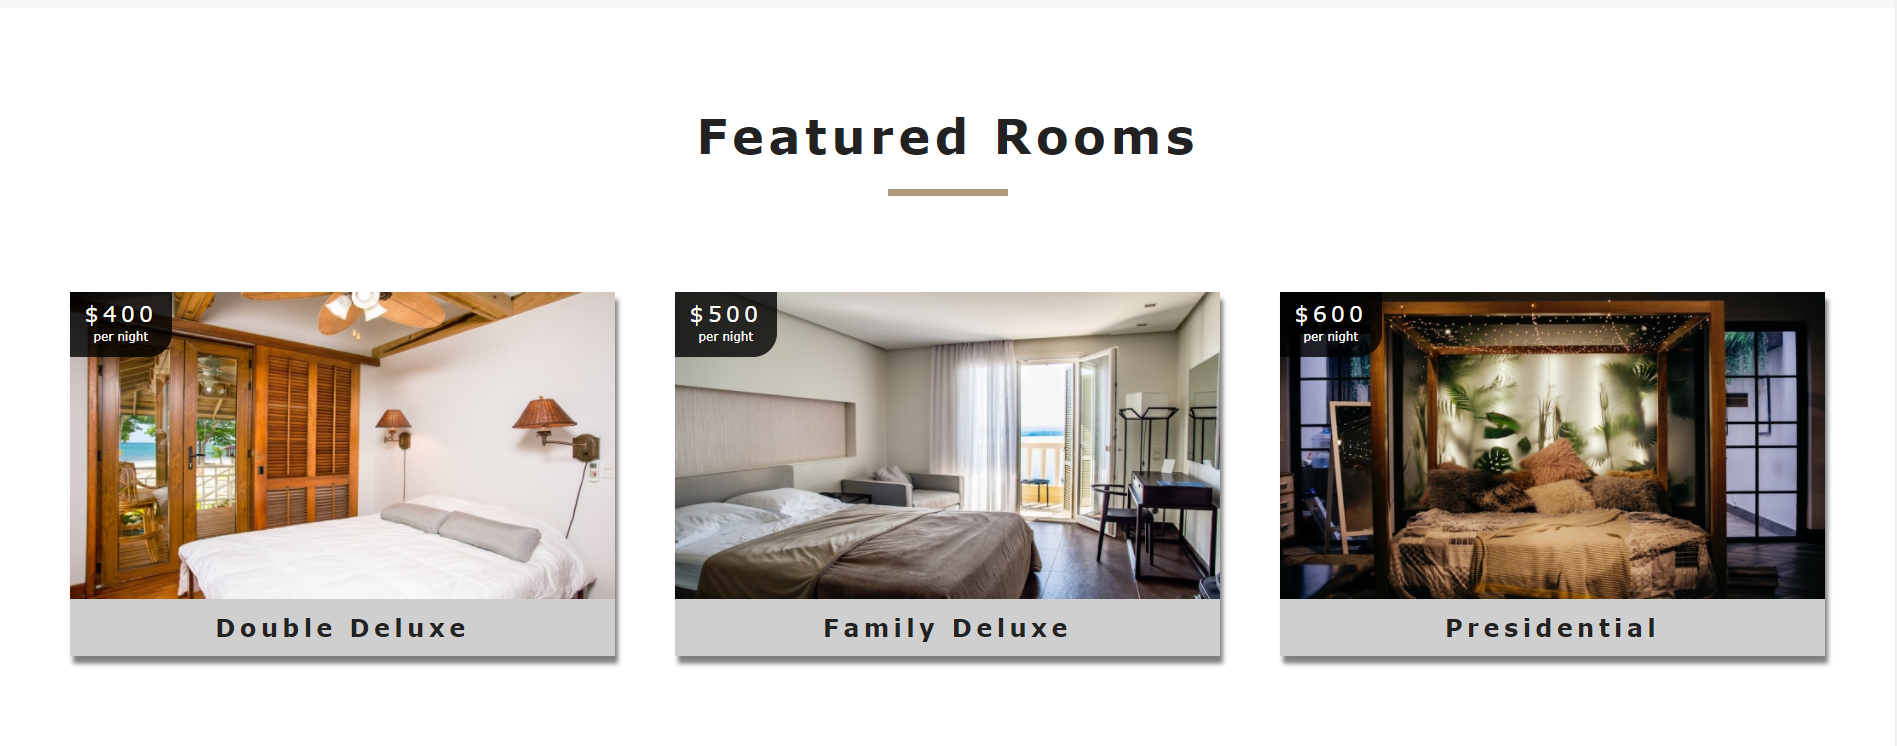 Featured Rooms
$400
per night
Double Deluxe
$500
per night
Family Deluxe
$600
per night
Presidential